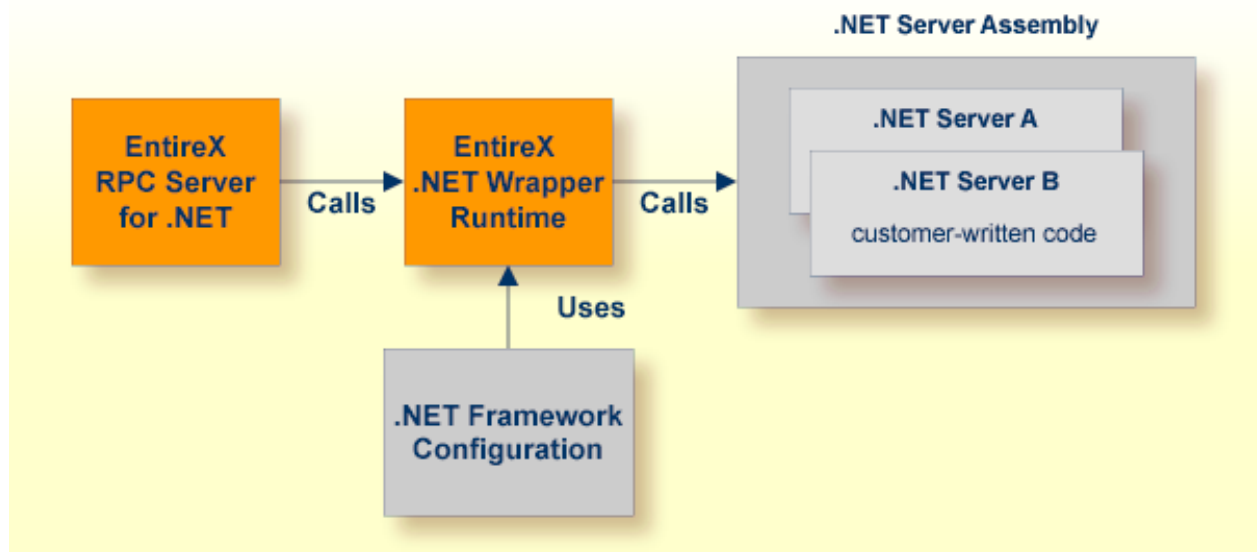 .NET Server Assembly
EntireX
RPC Server
for .NET
Calls
EntireX
.NET Wrapper
Runtime
Calls
.NET Server A
.NET Server B
customer-written code
Uses
.NET Framework
Configuration